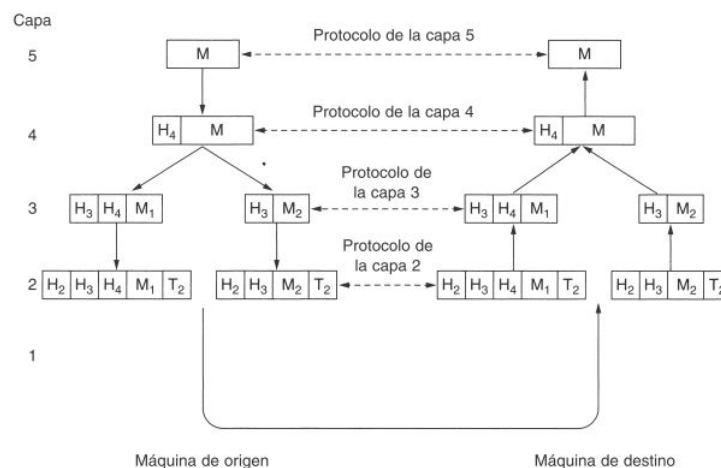 Capa
5
M
Protocolo de la capa 5
M
4
H₄ M
Protocolo de la capa 4
H₄ M
3
H₃ H₄ M₁
H₃ M₂
Protocolo de
la capa 3
H₃ H₄ M₁
H₃ M₂
2
H₂ H₃ H₄ M₁ T₂
H₂ H₃ M₂ T₂
Protocolo de
la capa 2
H₂ H₃ H₄ M₁ T₂
H₂ H₃ M₂ T₂
1
Máquina de origen
Máquina de destino